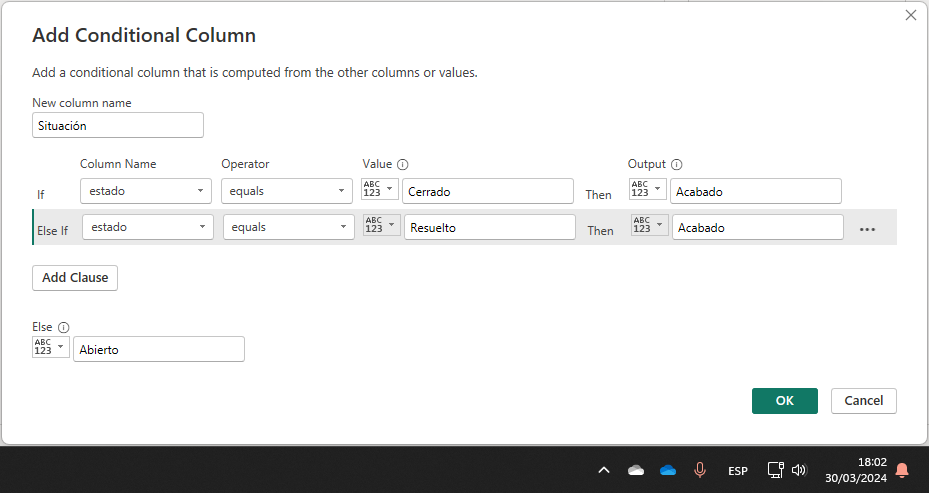 Add Conditional Column
Add a conditional column that is computed from the other columns or values.
New column name
Situación
Column Name Operator Value Output
If estado equals ABC 123 Cerrado Then ABC 123 Acabado
Else If estado equals ABC 123 Resuelto Then ABC 123 Acabado
Add Clause
Else
ABC 123 Abierto
OK Cancel
ESP
18:02
30/03/2024